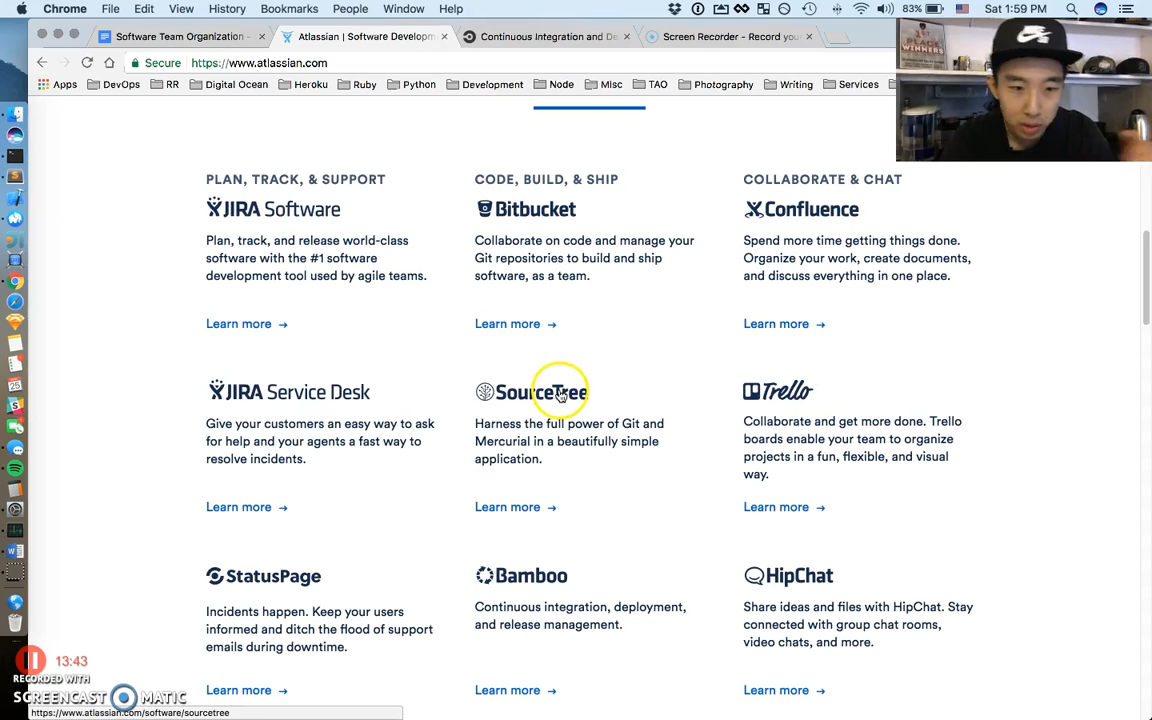 Chrome File Edit View History Bookmarks People Window Help 83% Sat 1:59 PM
Software Team Organization - × Atlassian | Software Developm × Continuous Integration and De × Screen Recorder - Record your ×
Secure https://www.atlassian.com
Apps DevOps RR Digital Ocean Heroku Ruby Python Development Node Misc TAO Photography Writing Services
WINNERS
PLAN, TRACK, & SUPPORT
JIRA Software
Plan, track, and release world-class
software with the #1 software
development tool used by agile teams.
Learn more →
CODE, BUILD, & SHIP
Bitbucket
Collaborate on code and manage your
Git repositories to build and ship
software, as a team.
Learn more →
COLLABORATE & CHAT
Confluence
Spend more time getting things done.
Organize your work, create documents,
and discuss everything in one place.
Learn more →
JIRA Service Desk
Give your customers an easy way to ask
for help and your agents a fast way to
resolve incidents.
Learn more →
SourceTree
Harness the full power of Git and
Mercurial in a beautifully simple
application.
Learn more →
Trello
Collaborate and get more done. Trello
boards enable your team to organize
projects in a fun, flexible, and visual
way.
Learn more →
StatusPage
Incidents happen. Keep your users
informed and ditch the flood of support
emails during downtime.
Learn more →
Bamboo
Continuous integration, deployment,
and release management.
Learn more →
HipChat
Share ideas and files with HipChat. Stay
connected with group chat rooms,
video chats, and more.
Learn more →
13:43
RECORDED WITH
SCREENCAST MATIC
https://www.atlassian.com/software/sourcetree